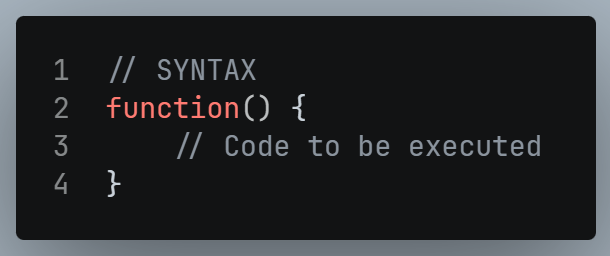 1 // SYNTAX
2 function() {
3 // Code to be executed
4 }